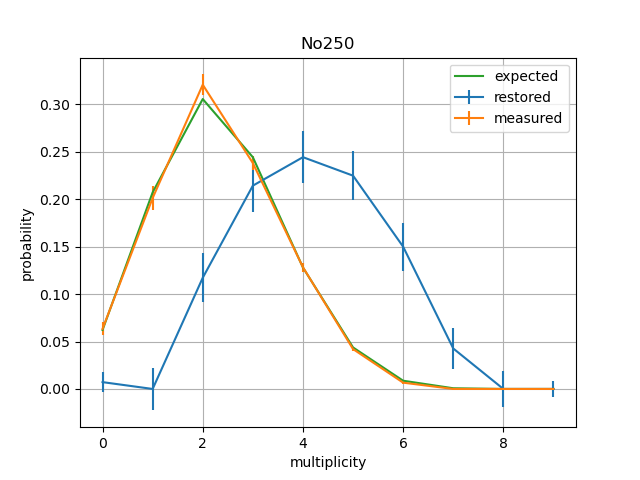 No250
expected
restored
measured
probability
0.30
0.25
0.20
0.15
0.10
0.05
0.00
0 2 4 6 8
multiplicity